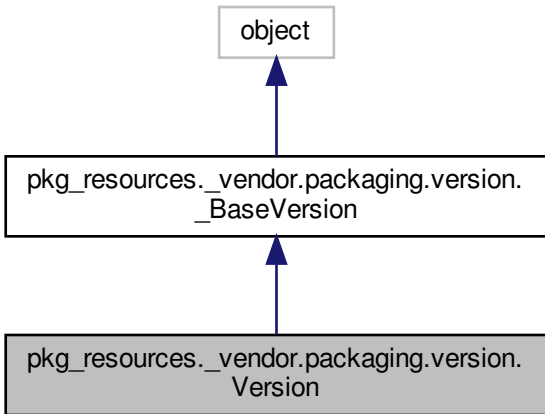 object
pkg_resources._vendor.packaging.version.
_BaseVersion
pkg_resources._vendor.packaging.version.
Version